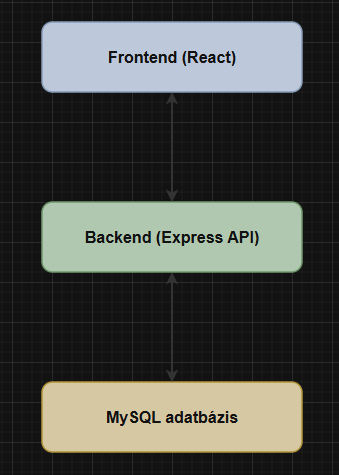 Frontend (React)
Backend (Express API)
MySQL adatbázis